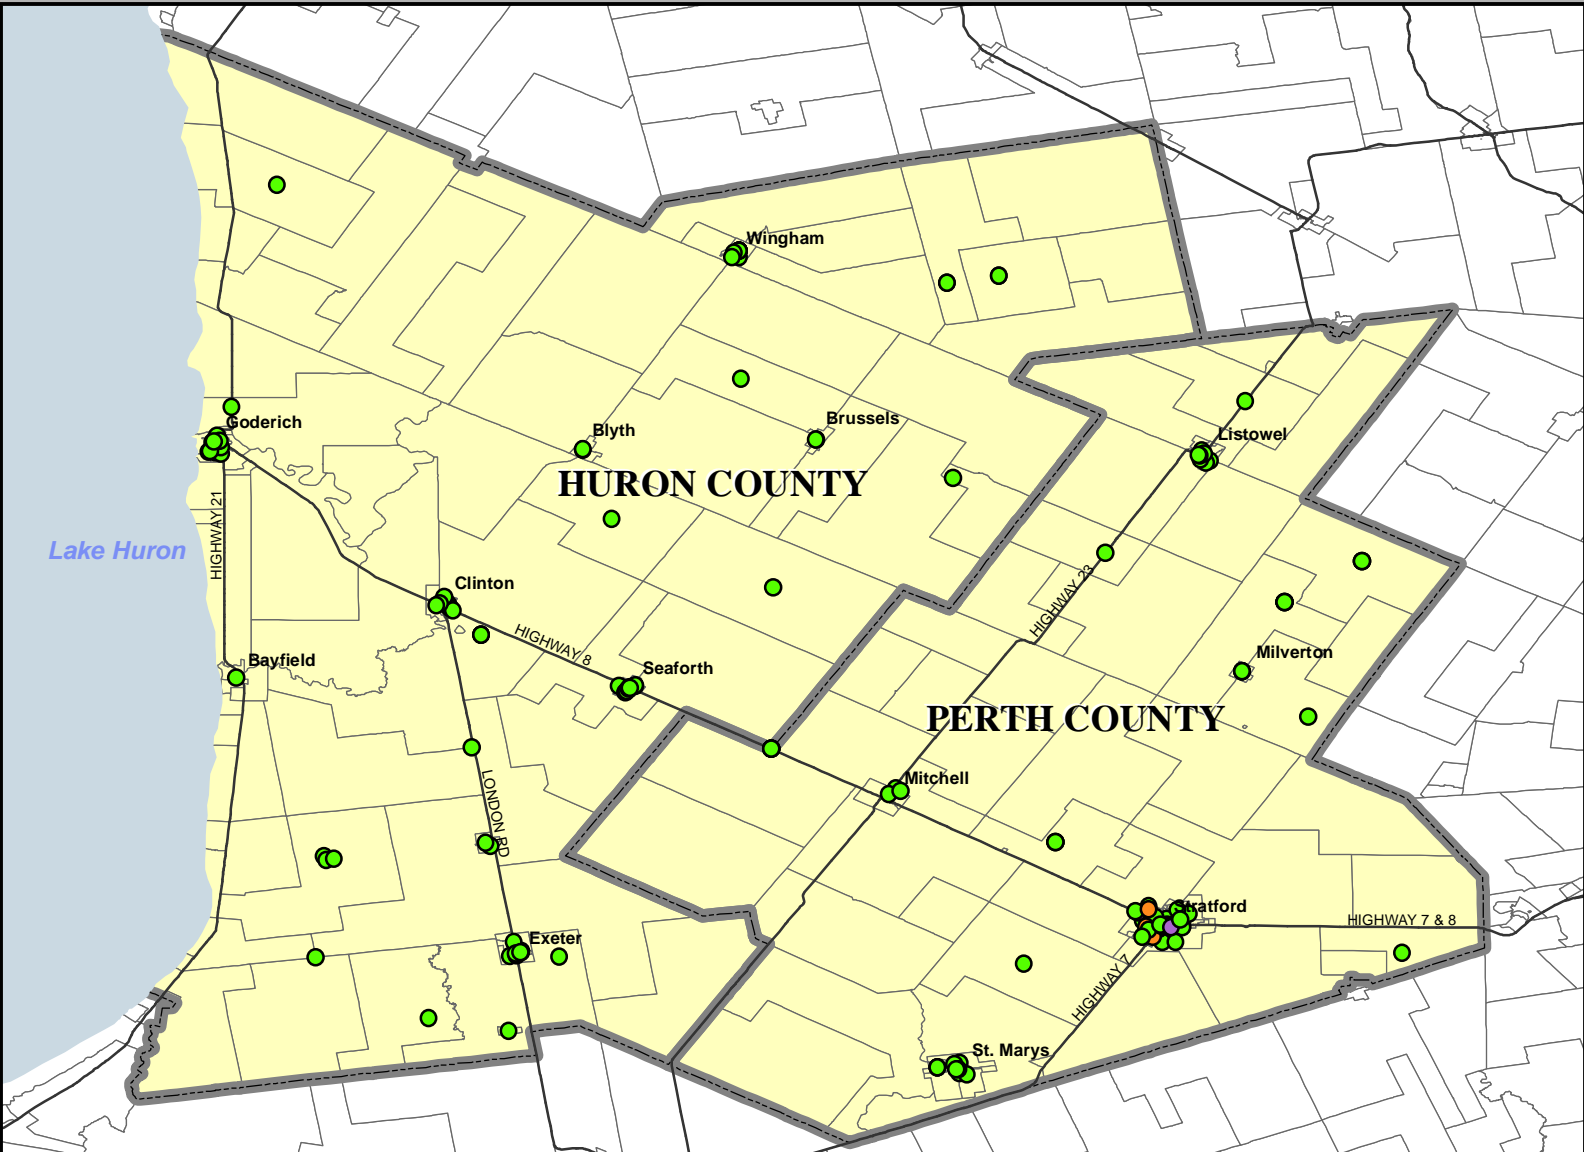 Wingham
Goderich
Brussels
Blyth
Listowel
HURON COUNTY
HIGHWAY 21
Lake Huron
Clinton
HIGHWAY 23
HIGHWAY 8
Bayfield
Seaforth
Milverton
PERTH COUNTY
Mitchell
LONDON RD
Stratford
HIGHWAY 7 & 8
Exeter
HIGHWAY 7
St. Marys